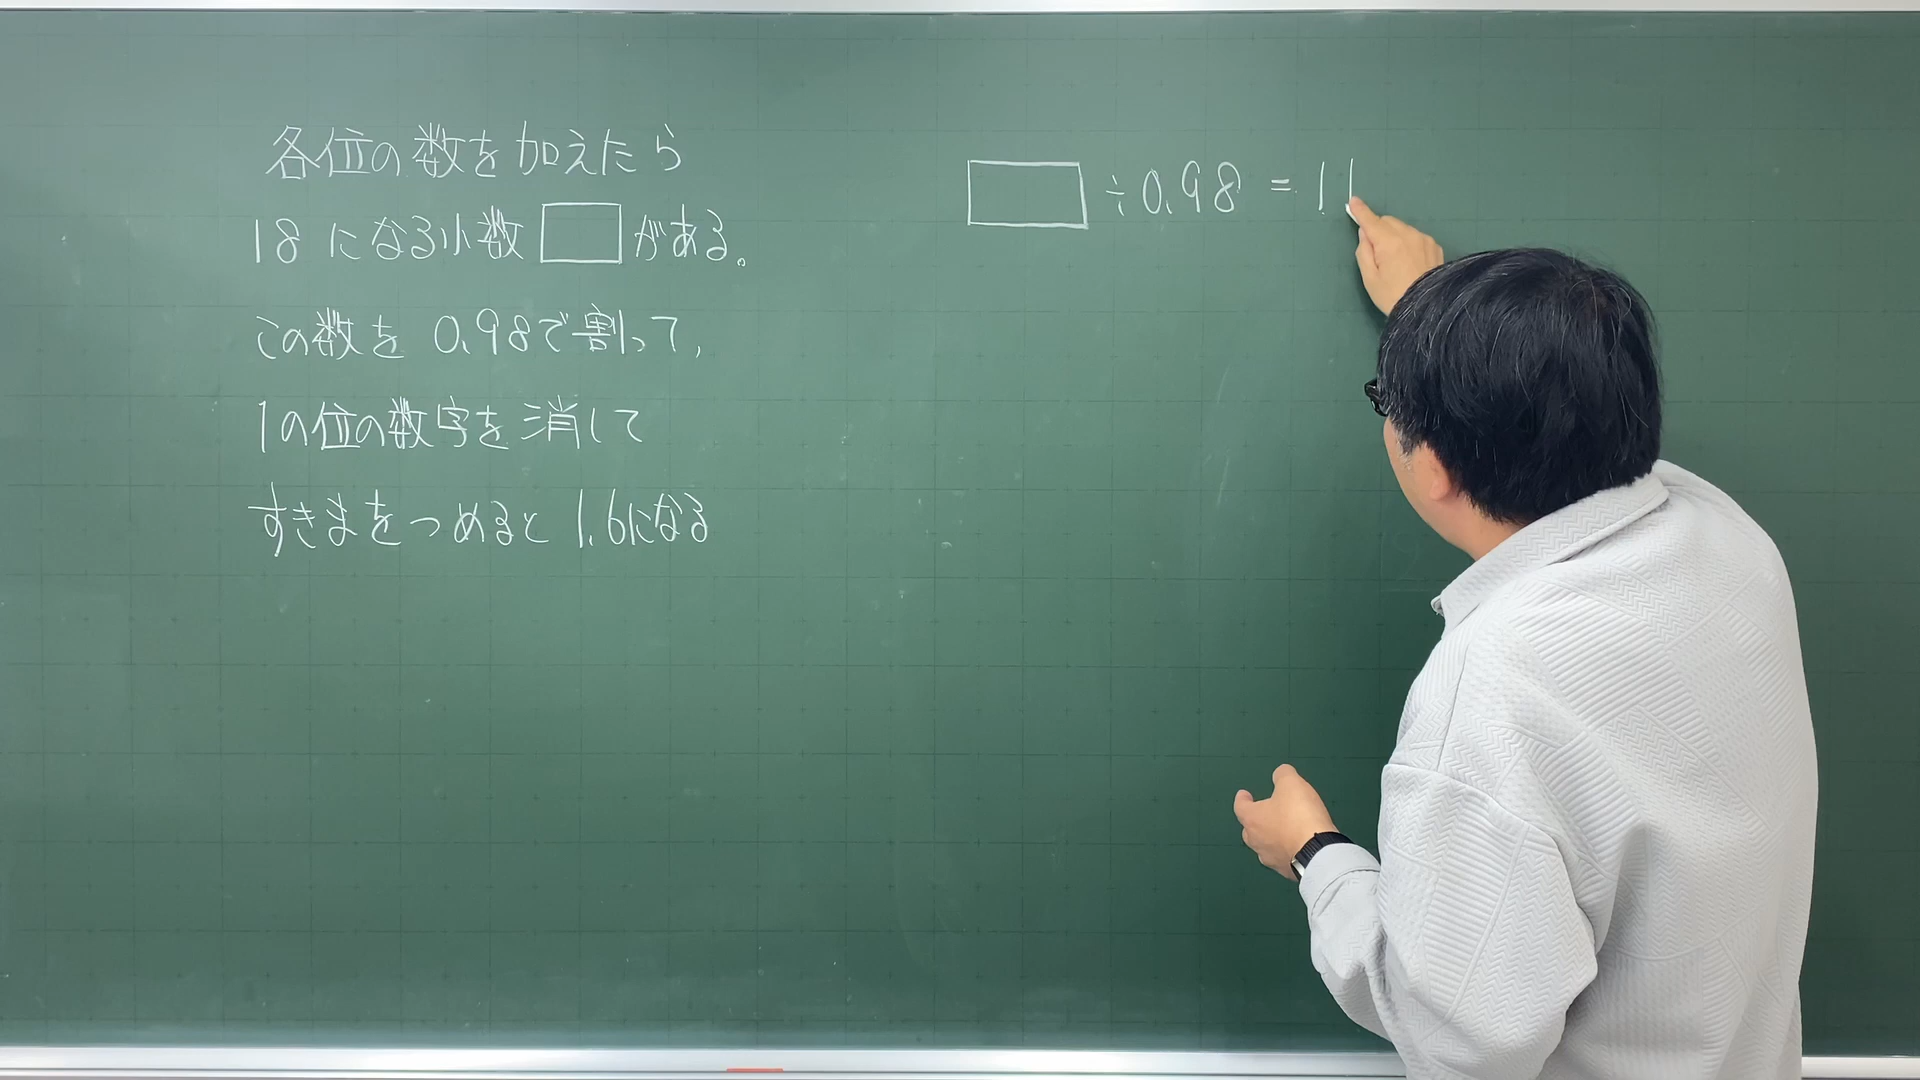 各位の数を加えたら
18 になる小数□がある。
この数を 0.98で割って,
1の位の数字を消して
すきまをつめると 1.6になる
□÷0.98 = 11